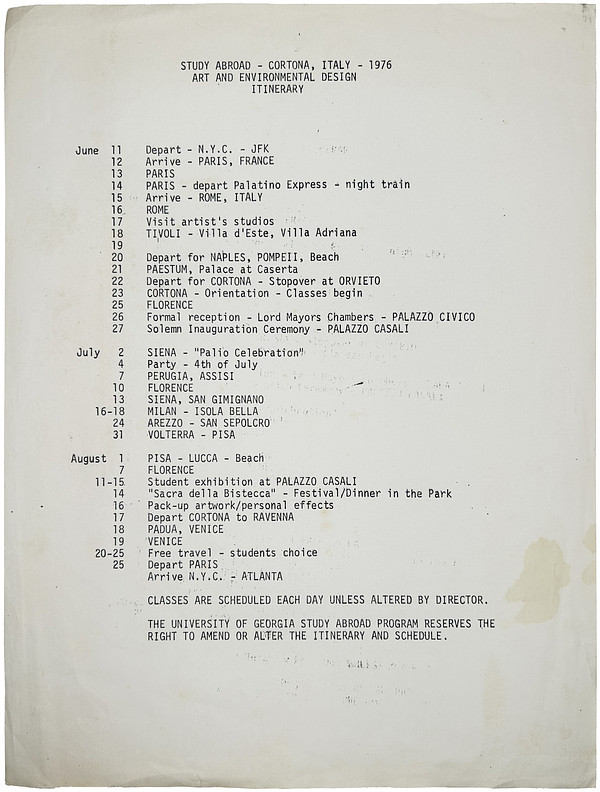 STUDY ABROAD - CORTONA, ITALY - 1976
ART AND ENVIRONMENTAL DESIGN
ITINERARY
June 11 Depart - N.Y.C. - JFK
12 Arrive - PARIS, FRANCE
13 PARIS
14 PARIS - depart Palatino Express - night train
15 Arrive - ROME, ITALY
16 ROME
17 Visit artist's studios
18 TIVOLI - Villa d'Este, Villa Adriana
19
20 Depart for NAPLES, POMPEII, Beach
21 PAESTUM, Palace at Caserta
22 Depart for CORTONA - Stopover at ORVIETO
23 CORTONA - Orientation - Classes begin
25 FLORENCE
26 Formal reception - Lord Mayors Chambers - PALAZZO CIVICO
27 Solemn Inauguration Ceremony - PALAZZO CASALI
July 2 SIENA - "Palio Celebration"
4 Party - 4th of July
7 PERUGIA, ASSISI
10 FLORENCE
13 SIENA, SAN GIMIGNANO
16-18 MILAN - ISOLA BELLA
24 AREZZO - SAN SEPOLCRO
31 VOLTERRA - PISA
August 1 PISA - LUCCA - Beach
7 FLORENCE
11-15 Student exhibition at PALAZZO CASALI
14 "Sacra della Bistecca" - Festival/Dinner in the Park
16 Pack-up artwork/personal effects
17 Depart CORTONA to RAVENNA
18 PADUA, VENICE
19 VENICE
20-25 Free travel - students choice
25 Depart PARIS
Arrive N.Y.C. - ATLANTA
CLASSES ARE SCHEDULED EACH DAY UNLESS ALTERED BY DIRECTOR.
THE UNIVERSITY OF GEORGIA STUDY ABROAD PROGRAM RESERVES THE
RIGHT TO AMEND OR ALTER THE ITINERARY AND SCHEDULE.